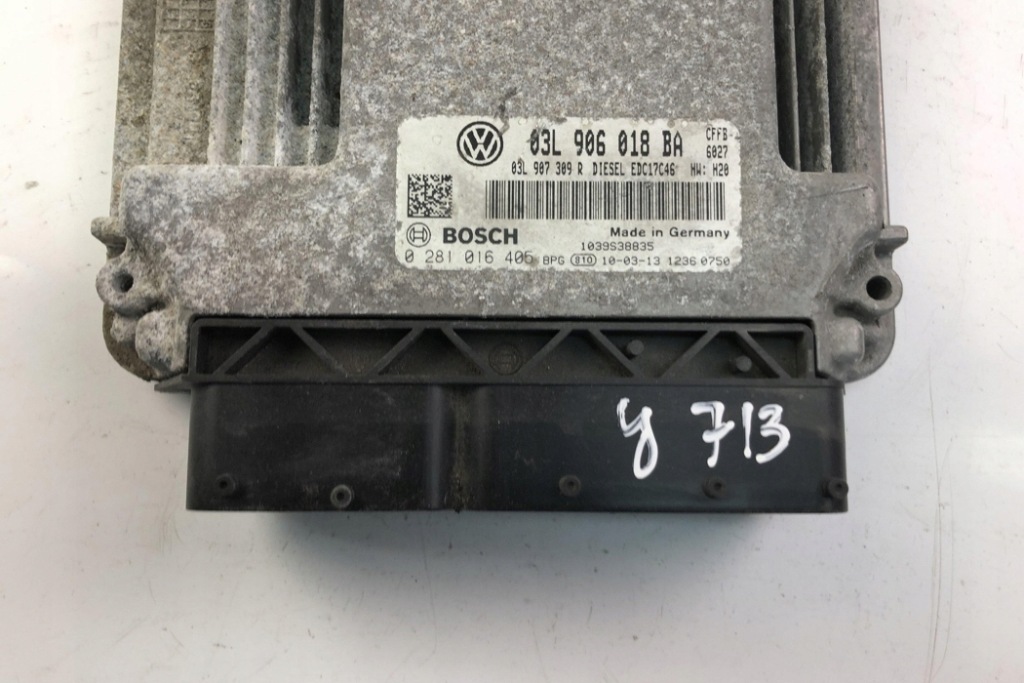 03L 906 018 BA CFFB-
6027
03L 907 309 R DIESEL EDC17C46 HW: H20
BOSCH Made in Germany
1039S38835
0 281 016 405 BPG 810 10-03-13 1236 0750
y 713